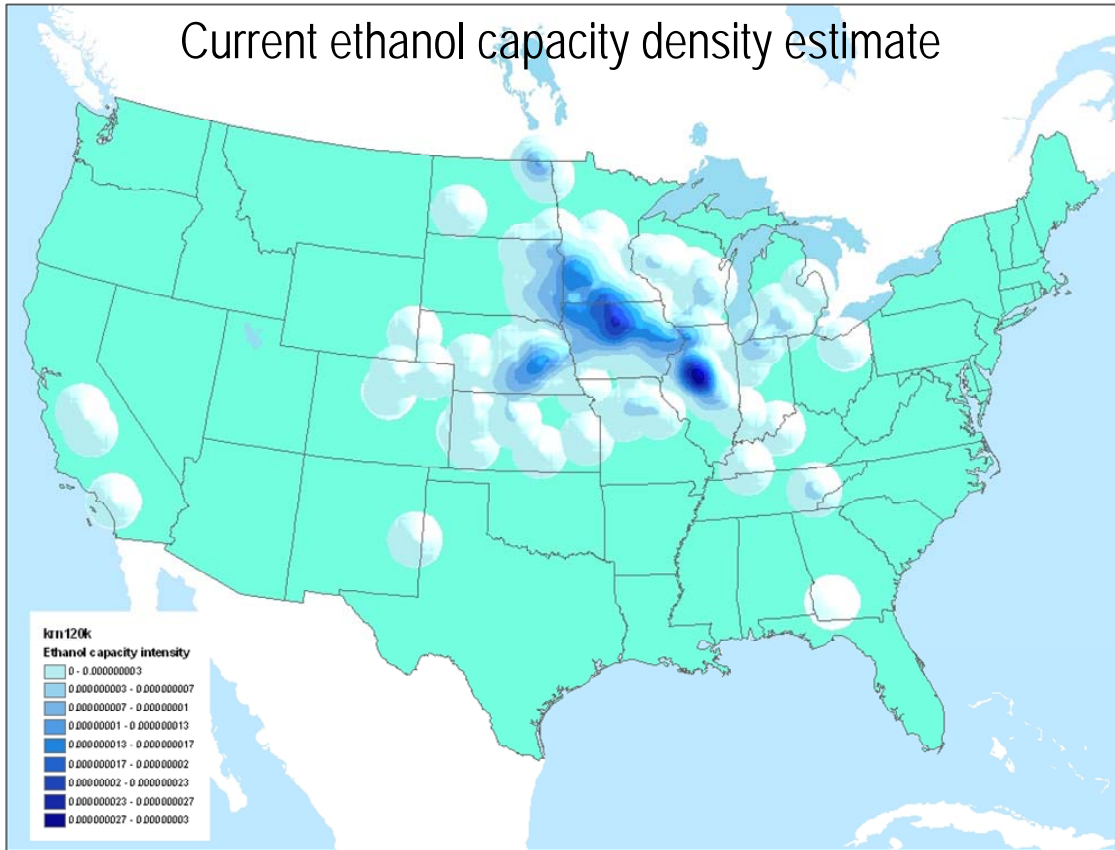 Current ethanol capacity density estimate
krn120k
Ethanol capacity intensity
0 - 0.000000003
0.000000003 - 0.000000007
0.000000007 - 0.00000001
0.00000001 - 0.000000013
0.000000013 - 0.000000017
0.000000017 - 0.00000002
0.00000002 - 0.000000023
0.000000023 - 0.000000027
0.000000027 - 0.00000003